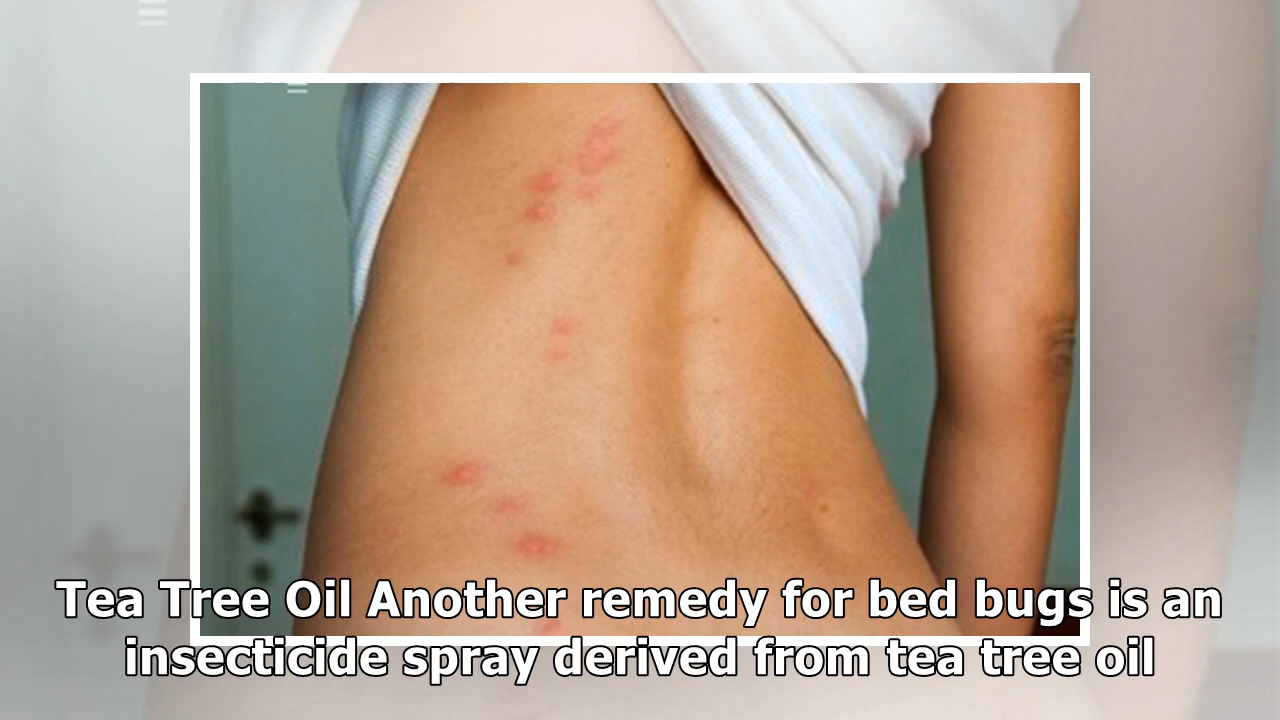 Tea Tree Oil Another remedy for bed bugs is an
insecticide spray derived from tea tree oil